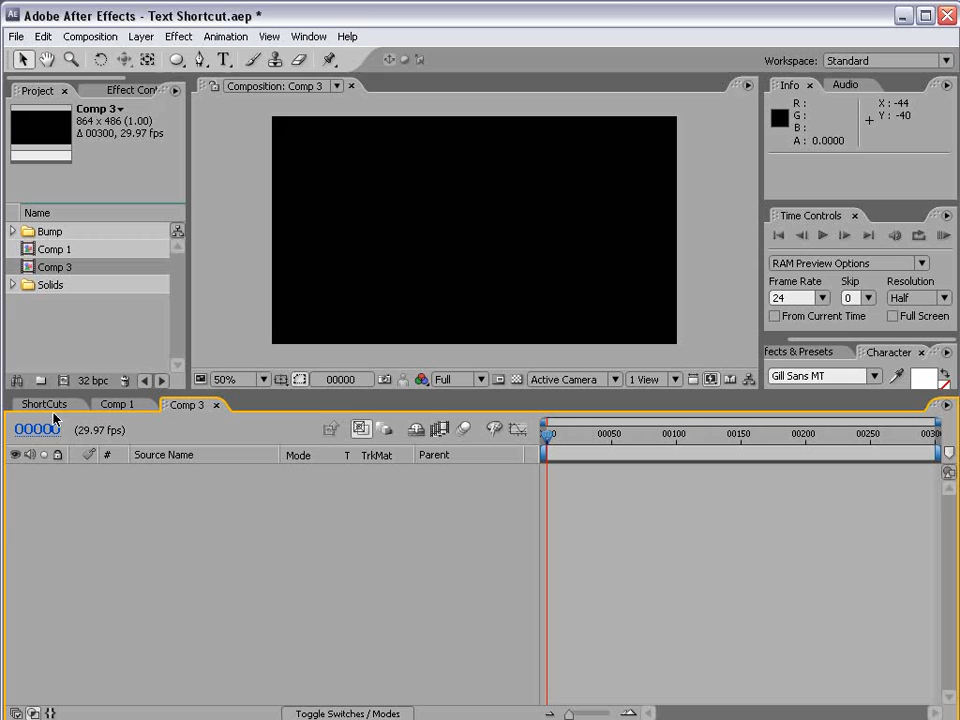 Adobe After Effects - Text Shortcut.aep *
File Edit Composition Layer Effect Animation View Window Help
Workspace: Standard
Project Effect Con
Comp 3
864 x 486 (1.00)
Δ 00300, 29.97 fps
Name
Bump
Comp 1
Comp 3
Solids
32 bpc
Composition: Comp 3
50% 00000 Full Active Camera 1 View
Info Audio
R : X : -44
G : Y : -40
B :
A : 0.0000
Time Controls
RAM Preview Options
Frame Rate Skip Resolution
24 0 Half
From Current Time Full Screen
fects & Presets Character
Gill Sans MT
ShortCuts Comp 1 Comp 3
00000 (29.97 fps)
0 00050 00100 00150 00200 00250 0030
# Source Name Mode T TrkMat Parent
Toggle Switches / Modes